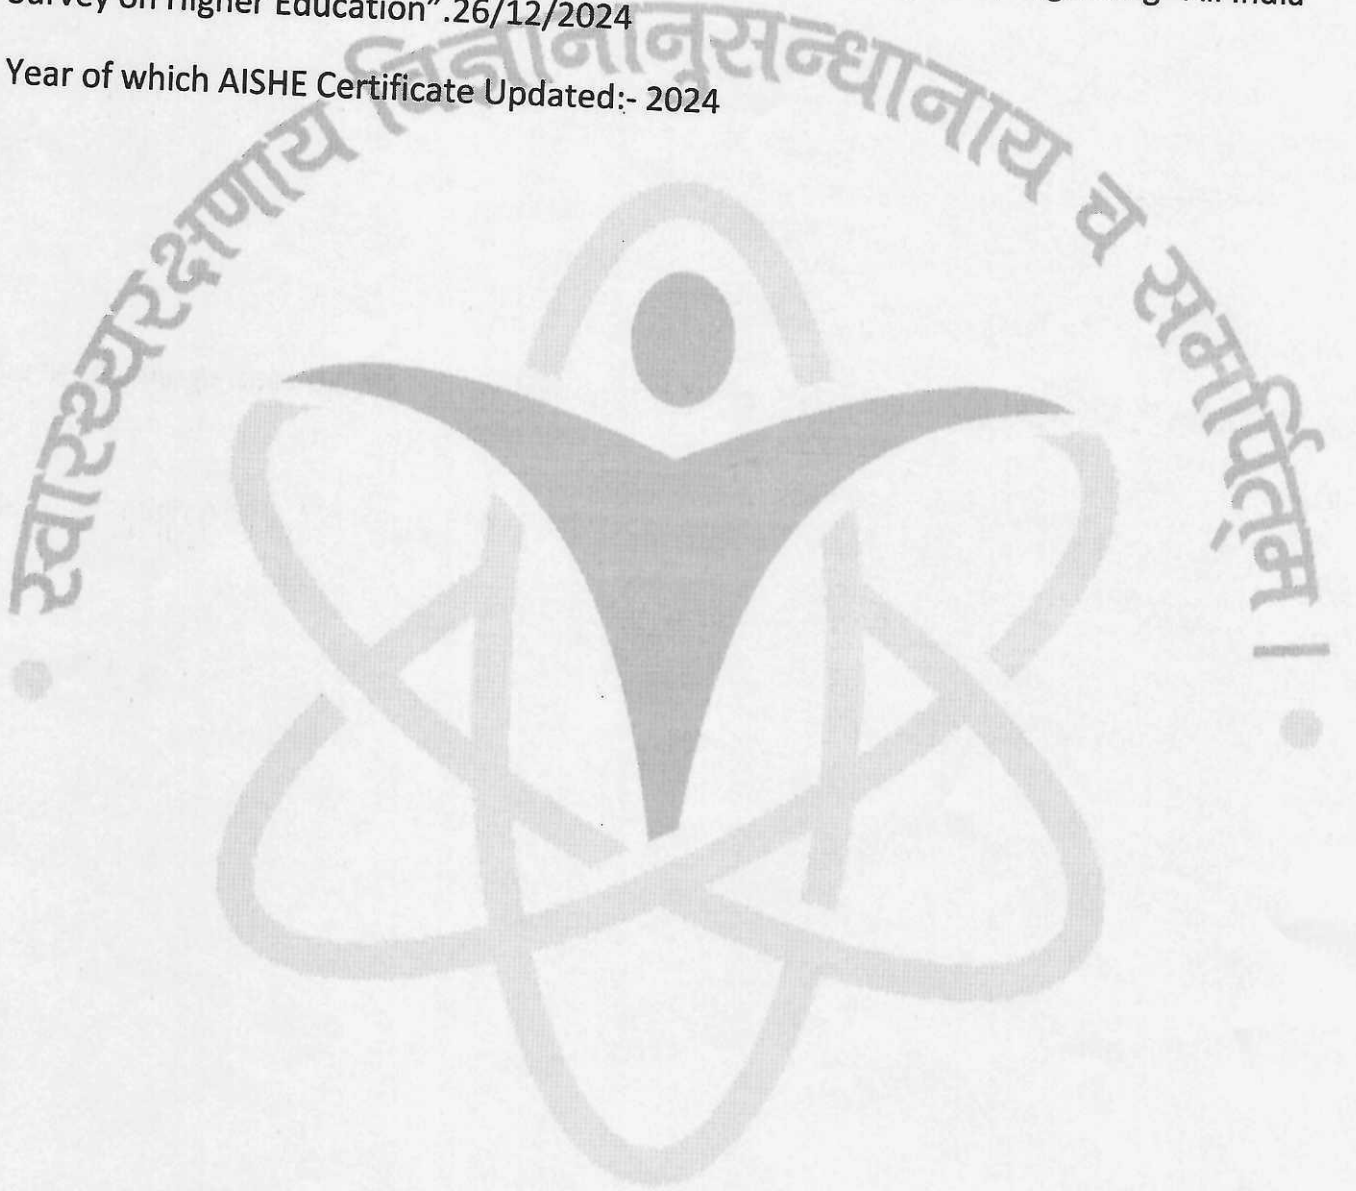 Survey on Higher Education”.26/12/2024
Year of which AISHE Certificate Updated:- 2024
स्वास्थ्यरक्षणाय विज्ञानानुसन्धानाय च समर्पितम् ।